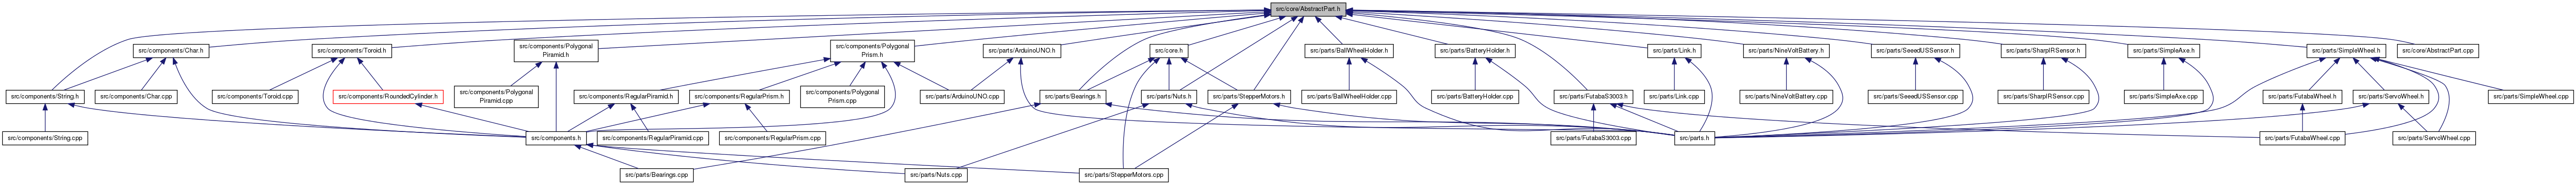 src/core/AbstractPart.h
src/components/Char.h
src/components/Toroid.h
src/components/Polygonal
Piramid.h
src/components/Polygonal
Prism.h
src/parts/ArduinoUNO.h
src/core.h
src/parts/BallWheelHolder.h
src/parts/BatteryHolder.h
src/parts/Link.h
src/parts/NineVoltBattery.h
src/parts/SeeedUSSensor.h
src/parts/SharpIRSensor.h
src/parts/SimpleAxe.h
src/parts/SimpleWheel.h
src/core/AbstractPart.cpp
src/components/String.h
src/components/Char.cpp
src/components/Toroid.cpp
src/components/RoundedCylinder.h
src/components/Polygonal
Piramid.cpp
src/components/RegularPiramid.h
src/components/RegularPrism.h
src/components/Polygonal
Prism.cpp
src/parts/ArduinoUNO.cpp
src/parts/Bearings.h
src/parts/Nuts.h
src/parts/StepperMotors.h
src/parts/BallWheelHolder.cpp
src/parts/BatteryHolder.cpp
src/parts/FutabaS3003.h
src/parts/Link.cpp
src/parts/NineVoltBattery.cpp
src/parts/SeeedUSSensor.cpp
src/parts/SharpIRSensor.cpp
src/parts/SimpleAxe.cpp
src/parts/FutabaWheel.h
src/parts/ServoWheel.h
src/parts/SimpleWheel.cpp
src/components/String.cpp
src/components.h
src/components/RegularPiramid.cpp
src/components/RegularPrism.cpp
src/parts/FutabaS3003.cpp
src/parts.h
src/parts/FutabaWheel.cpp
src/parts/ServoWheel.cpp
src/parts/Bearings.cpp
src/parts/Nuts.cpp
src/parts/StepperMotors.cpp